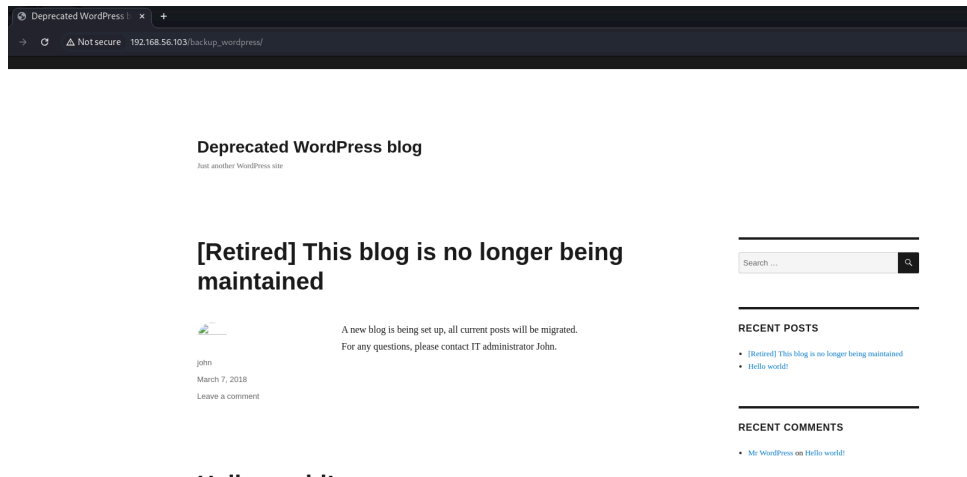 Deprecated WordPress b
Not secure 192.168.56.103/backup_wordpress/
Deprecated WordPress blog
Just another WordPress site
[Retired] This blog is no longer being
maintained
A new blog is being set up, all current posts will be migrated.
For any questions, please contact IT administrator John.
john
March 7, 2018
Leave a comment
Search …
RECENT POSTS
[Retired] This blog is no longer being maintained
Hello world!
RECENT COMMENTS
Mr WordPress on Hello world!